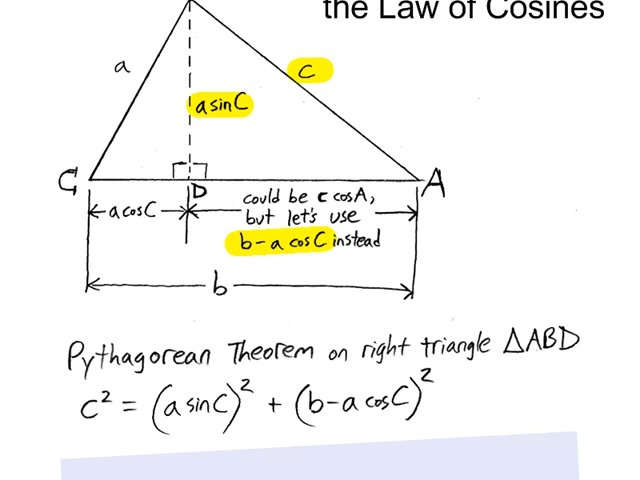 the Law of Cosines
a
c
a sin C
C
D
A
a cos C
could be c cos A,
but let's use
b - a cos C instead
b
Pythagorean Theorem on right triangle △ABD
c² = (a sin C)² + (b - a cos C)²